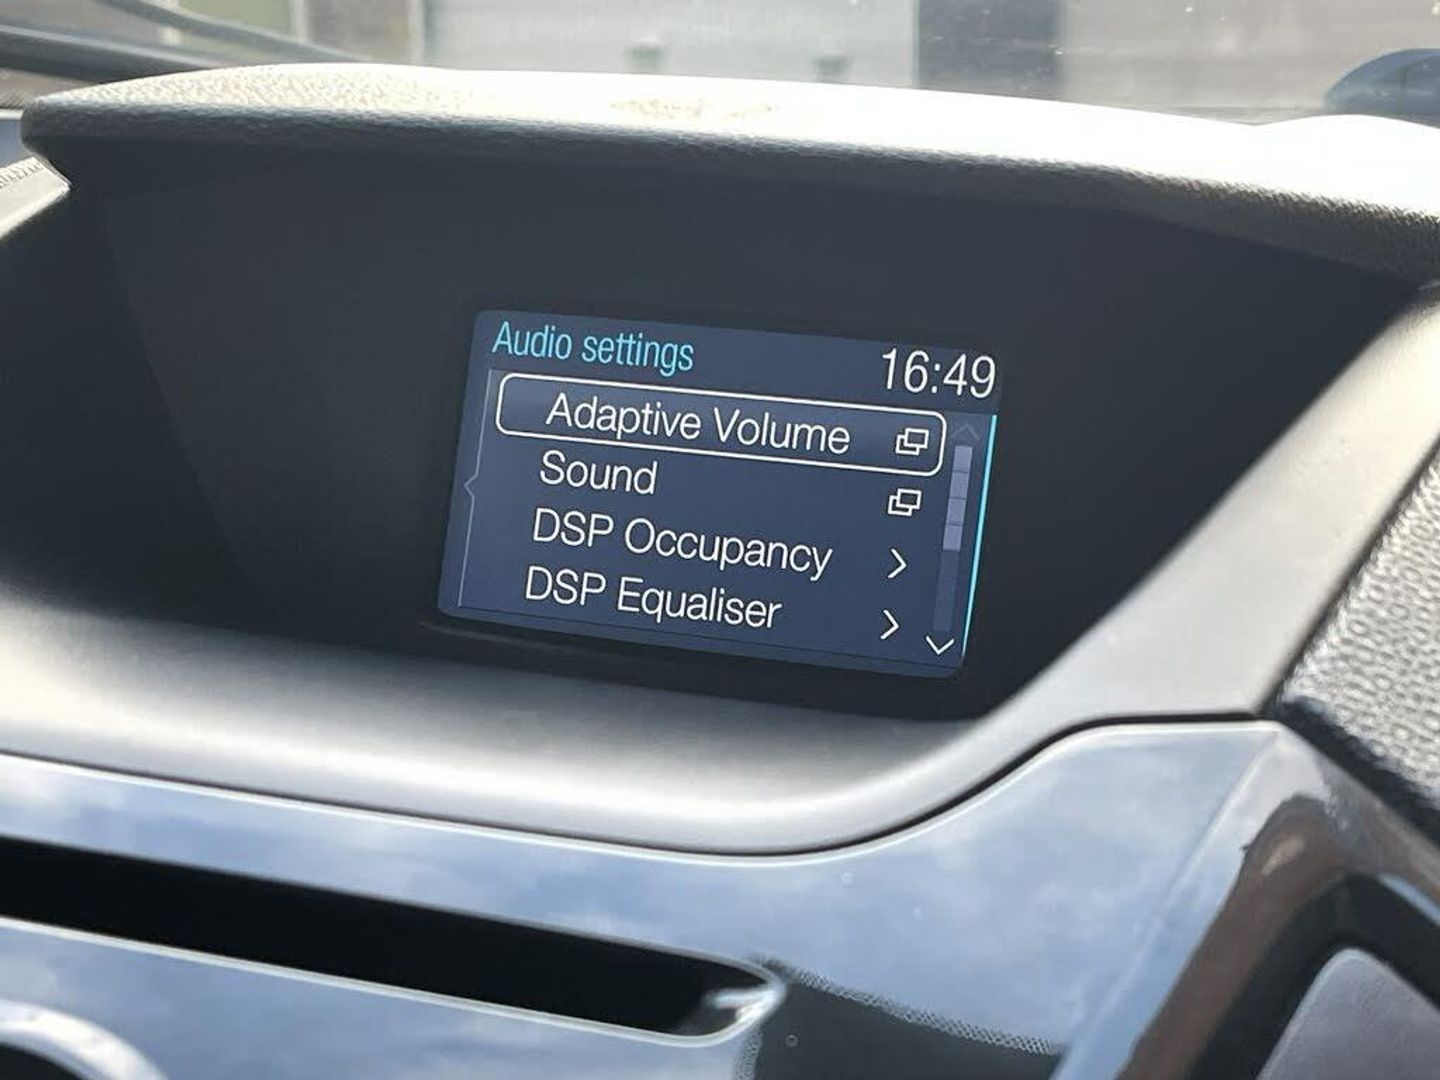 Audio settings 16:49
Adaptive Volume
Sound
DSP Occupancy
DSP Equaliser